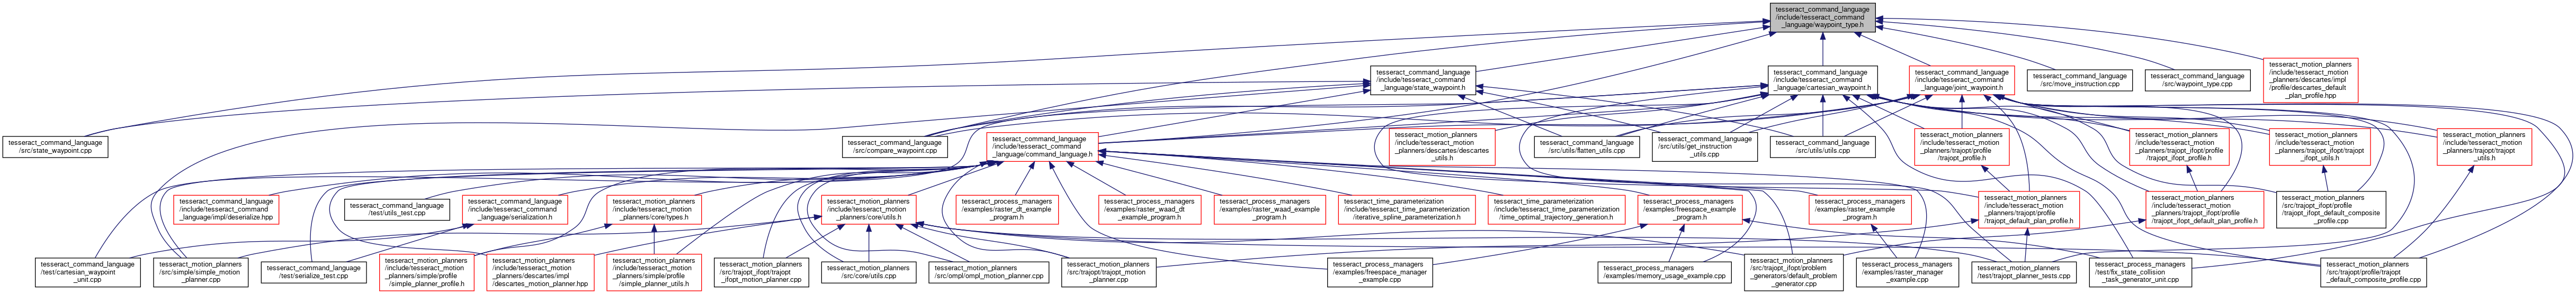 tesseract_command_language
/include/tesseract_command
_language/waypoint_type.h
tesseract_command_language
/include/tesseract_command
_language/state_waypoint.h
tesseract_command_language
/include/tesseract_command
_language/cartesian_waypoint.h
tesseract_command_language
/include/tesseract_command
_language/joint_waypoint.h
tesseract_command_language
/src/move_instruction.cpp
tesseract_command_language
/src/waypoint_type.cpp
tesseract_motion_planners
/include/tesseract_motion
_planners/descartes/impl
/profile/descartes_default
_plan_profile.hpp
tesseract_command_language
/src/state_waypoint.cpp
tesseract_command_language
/src/compare_waypoint.cpp
tesseract_command_language
/include/tesseract_command
_language/command_language.h
tesseract_motion_planners
/include/tesseract_motion
_planners/descartes/descartes
_utils.h
tesseract_command_language
/src/utils/flatten_utils.cpp
tesseract_command_language
/src/utils/get_instruction
_utils.cpp
tesseract_command_language
/src/utils/utils.cpp
tesseract_motion_planners
/include/tesseract_motion
_planners/trajopt/profile
/trajopt_profile.h
tesseract_motion_planners
/include/tesseract_motion
_planners/trajopt_ifopt/profile
/trajopt_ifopt_profile.h
tesseract_motion_planners
/include/tesseract_motion
_planners/trajopt_ifopt/trajopt
_ifopt_utils.h
tesseract_motion_planners
/include/tesseract_motion
_planners/trajopt/trajopt
_utils.h
tesseract_command_language
/include/tesseract_command
_language/impl/deserialize.hpp
tesseract_command_language
/test/utils_test.cpp
tesseract_command_language
/include/tesseract_command
_language/serialization.h
tesseract_motion_planners
/include/tesseract_motion
_planners/core/types.h
tesseract_motion_planners
/include/tesseract_motion
_planners/core/utils.h
tesseract_process_managers
/examples/raster_dt_example
_program.h
tesseract_process_managers
/examples/raster_waad_dt
_example_program.h
tesseract_process_managers
/examples/raster_waad_example
_program.h
tesseract_time_parameterization
/include/tesseract_time_parameterization
/iterative_spline_parameterization.h
tesseract_time_parameterization
/include/tesseract_time_parameterization
/time_optimal_trajectory_generation.h
tesseract_process_managers
/examples/freespace_example
_program.h
tesseract_process_managers
/examples/raster_example
_program.h
tesseract_motion_planners
/include/tesseract_motion
_planners/trajopt/profile
/trajopt_default_plan_profile.h
tesseract_motion_planners
/include/tesseract_motion
_planners/trajopt_ifopt/profile
/trajopt_ifopt_default_plan_profile.h
tesseract_motion_planners
/src/trajopt_ifopt/profile
/trajopt_ifopt_default_composite
_profile.cpp
tesseract_command_language
/test/cartesian_waypoint
_unit.cpp
tesseract_motion_planners
/src/simple/simple_motion
_planner.cpp
tesseract_command_language
/test/serialize_test.cpp
tesseract_motion_planners
/include/tesseract_motion
_planners/simple/profile
/simple_planner_profile.h
tesseract_motion_planners
/include/tesseract_motion
_planners/descartes/impl
/descartes_motion_planner.hpp
tesseract_motion_planners
/include/tesseract_motion
_planners/simple/profile
/simple_planner_utils.h
tesseract_motion_planners
/src/trajopt_ifopt/trajopt
_ifopt_motion_planner.cpp
tesseract_motion_planners
/src/core/utils.cpp
tesseract_motion_planners
/src/ompl/ompl_motion_planner.cpp
tesseract_motion_planners
/src/trajopt/trajopt_motion
_planner.cpp
tesseract_process_managers
/examples/freespace_manager
_example.cpp
tesseract_process_managers
/examples/memory_usage_example.cpp
tesseract_motion_planners
/src/trajopt_ifopt/problem
_generators/default_problem
_generator.cpp
tesseract_process_managers
/examples/raster_manager
_example.cpp
tesseract_motion_planners
/test/trajopt_planner_tests.cpp
tesseract_process_managers
/test/fix_state_collision
_task_generator_unit.cpp
tesseract_motion_planners
/src/trajopt/profile/trajopt
_default_composite_profile.cpp